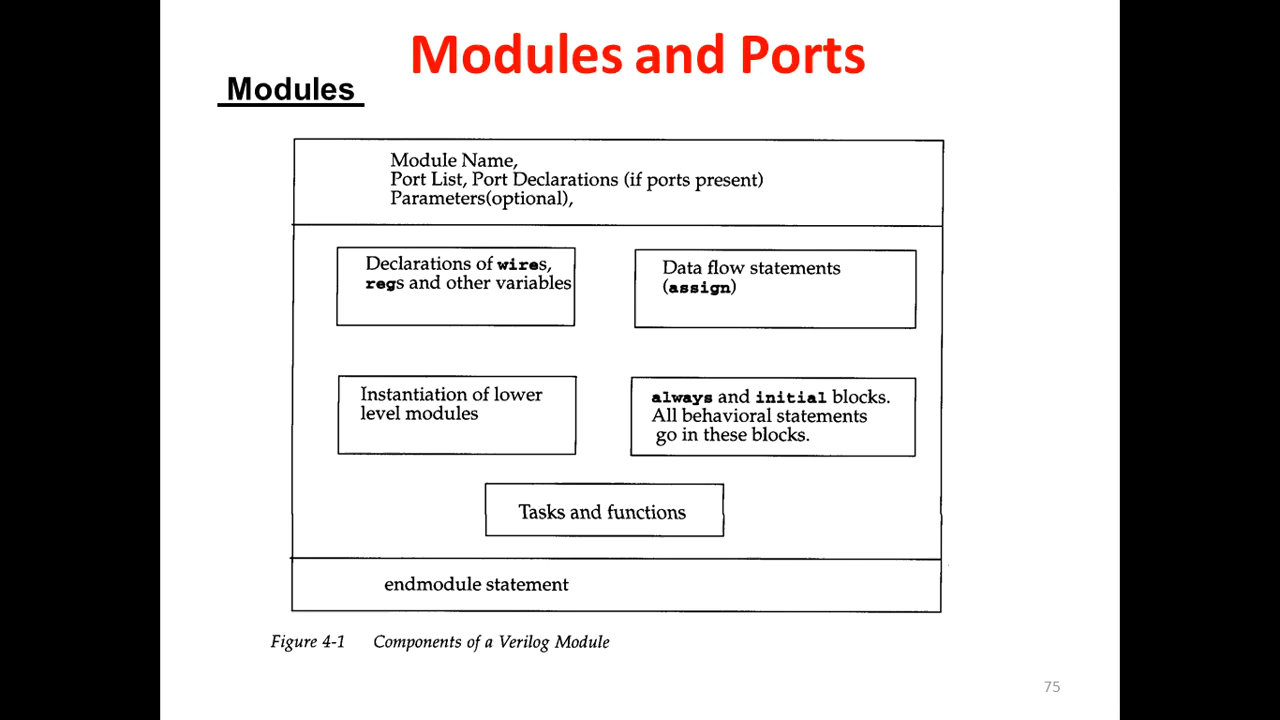 Modules and Ports
Modules
Module Name,
Port List, Port Declarations (if ports present)
Parameters(optional),
Declarations of wires,
regs and other variables
Data flow statements
(assign)
Instantiation of lower
level modules
always and initial blocks.
All behavioral statements
go in these blocks.
Tasks and functions
endmodule statement
Figure 4-1 Components of a Verilog Module
75